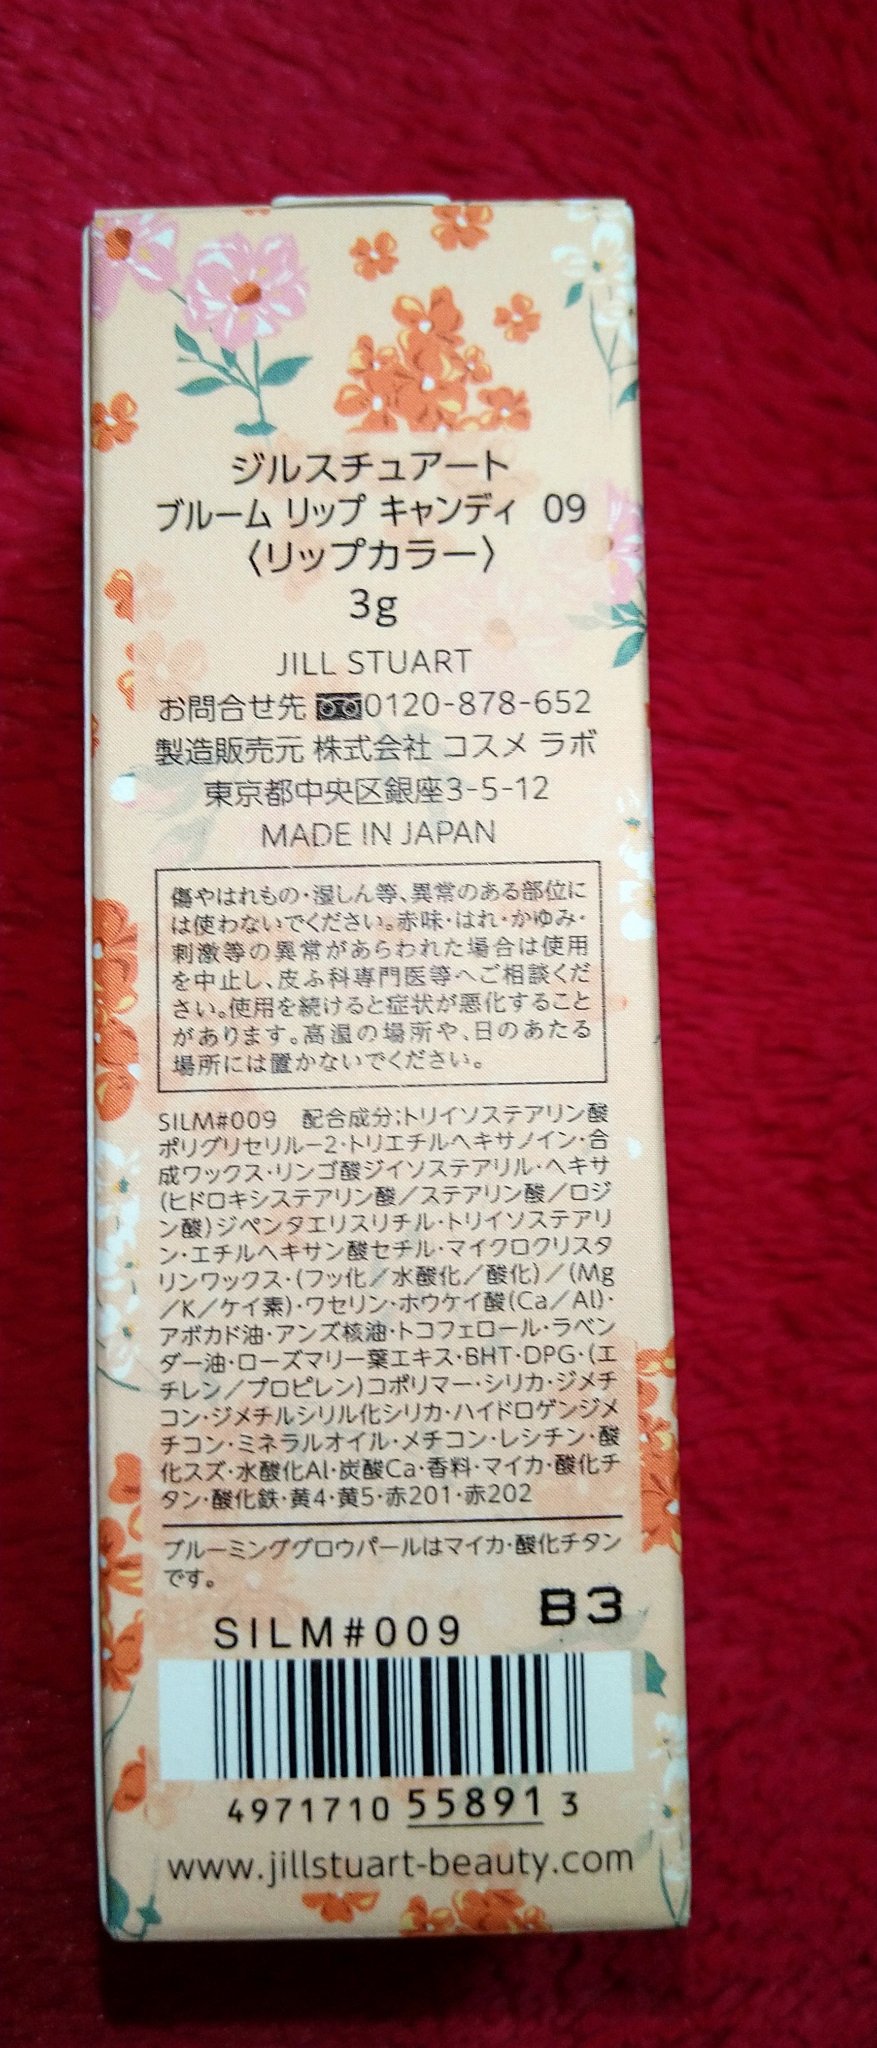 ジルスチュアート
ブルーム リップ キャンディ 09
〈リップカラー〉
3g
JILL STUART
お問合せ先 0120-878-652
製造販売元 株式会社 コスメ ラボ
東京都中央区銀座3-5-12
MADE IN JAPAN
傷やはれもの・湿しん等、異常のある部位に
は使わないでください。赤味・はれ・かゆみ・
刺激等の異常があらわれた場合は使用
を中止し、皮ふ科専門医等へご相談くだ
さい。使用を続けると症状が悪化すること
があります。高温の場所や、日のあたる
場所には置かないでください。
SILM#009 配合成分;トリイソステアリン酸
ポリグリセリル-2・トリエチルヘキサノイン・合
成ワックス・リンゴ酸ジイソステアリル・ヘキサ
(ヒドロキシステアリン酸/ステアリン酸/ロジ
ン酸)ジペンタエリスリチル・トリイソステアリ
ン・エチルヘキサン酸セチル・マイクロクリスタ
リンワックス・(フッ化/水酸化/酸化)/(Mg
/K/ケイ素)・ワセリン・ホウケイ酸(Ca/Al)・
アボカド油・アンズ核油・トコフェロール・ラベン
ダー油・ローズマリー葉エキス・BHT・DPG・(エ
チレン/プロピレン)コポリマー・シリカ・ジメチ
コン・ジメチルシリル化シリカ・ハイドロゲンジメ
チコン・ミネラルオイル・メチコン・レシチン・酸
化スズ・水酸化Al・炭酸Ca・香料・マイカ・酸化チ
タン・酸化鉄・黄4・黄5・赤201・赤202
ブルーミンググロウパールはマイカ・酸化チタン
です。
B3
SILM#009
4971710 55891 3
www.jillstuart-beauty.com